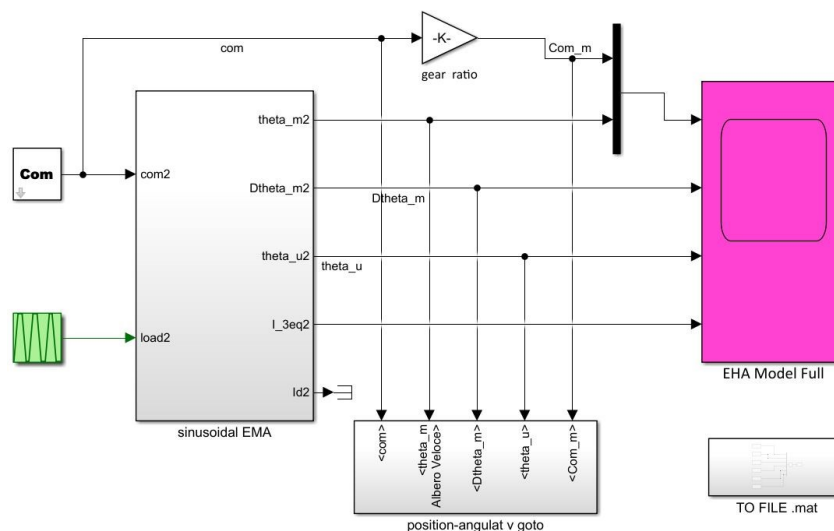 com
-K-
gear ratio
Com_m
Com
com2
load2
theta_m2
Dtheta_m2
Dtheta_m
theta_u2
theta_u
I_3eq2
Id2
sinusoidal EMA
EHA Model Full
<com>
<theta_m
Albero Veloce>
<Dtheta_m>
<theta_u>
<Com_m>
position-angulat v goto
TO FILE .mat